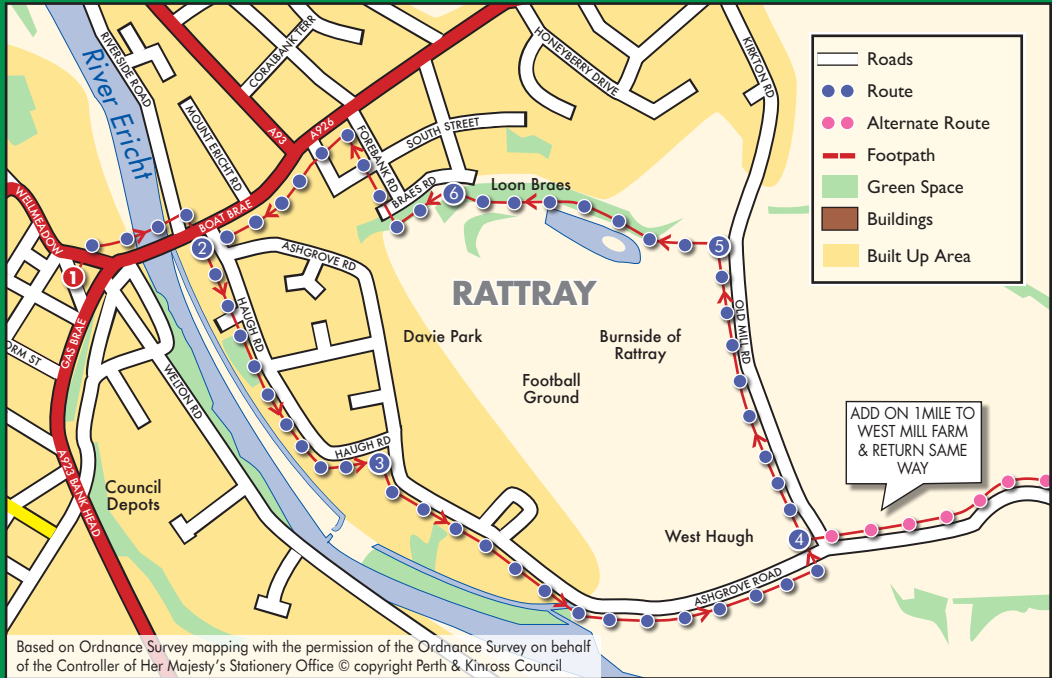 RIVERSIDE ROAD
River Ericht
CORALBANK TERR
MOUNT ERICHT RD
A93
A926
FOREBANK RD
SOUTH STREET
HONEYBERRY DRIVE
KIRKTON RD
BRAES RD
6
Loon Braes
WELLMEADOW
1
BOAT BRAE
2
ASHGROVE RD
5
RATTRAY
HAUGH RD
OLD MILL RD
Davie Park
Burnside of
Rattray
Football
Ground
GAS BRAE
ORM ST
WELTON RD
HAUGH RD
3
A923 BANK HEAD
Council
Depots
West Haugh
4
ASHGROVE ROAD
ADD ON 1MILE TO
WEST MILL FARM
& RETURN SAME
WAY
Roads
Route
Alternate Route
Footpath
Green Space
Buildings
Built Up Area
Based on Ordnance Survey mapping with the permission of the Ordnance Survey on behalf
of the Controller of Her Majesty's Stationery Office © copyright Perth & Kinross Council